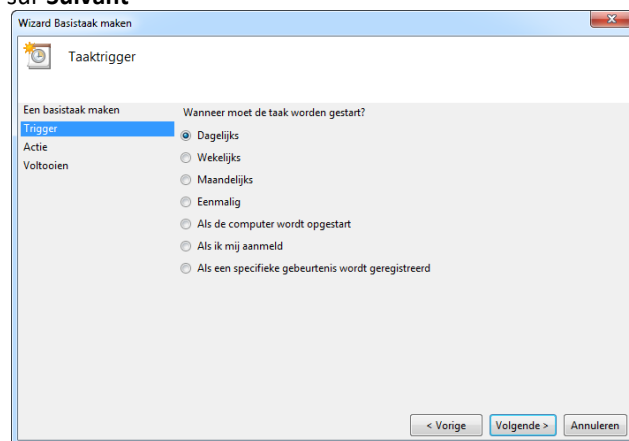 sur Suivant
Wizard Basistaak maken
Taaktrigger
Een basistaak maken
Trigger
Actie
Voltooien
Wanneer moet de taak worden gestart?
Dagelijks
Wekelijks
Maandelijks
Eenmalig
Als de computer wordt opgestart
Als ik mij aanmeld
Als een specifieke gebeurtenis wordt geregistreerd
< Vorige
Volgende >
Annuleren